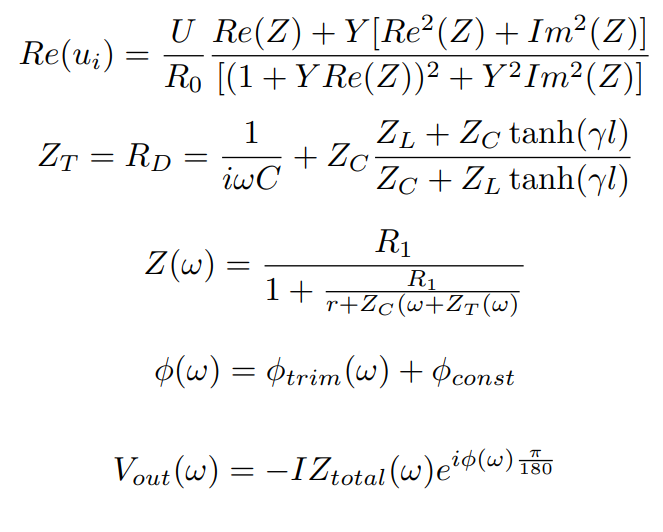 Re(u_i) = \frac{U}{R_0} \frac{Re(Z) + Y[Re^2(Z) + Im^2(Z)]}{[(1 + Y Re(Z))^2 + Y^2 Im^2(Z)]}
Z_T = R_D = \frac{1}{i\omega C} + Z_C \frac{Z_L + Z_C \tanh(\gamma l)}{Z_C + Z_L \tanh(\gamma l)}
Z(\omega) = \frac{R_1}{1 + \frac{R_1}{r + Z_C(\omega + Z_T(\omega)}}
\phi(\omega) = \phi_{trim}(\omega) + \phi_{const}
V_{out}(\omega) = -I Z_{total}(\omega) e^{i\phi(\omega) \frac{\pi}{180}}